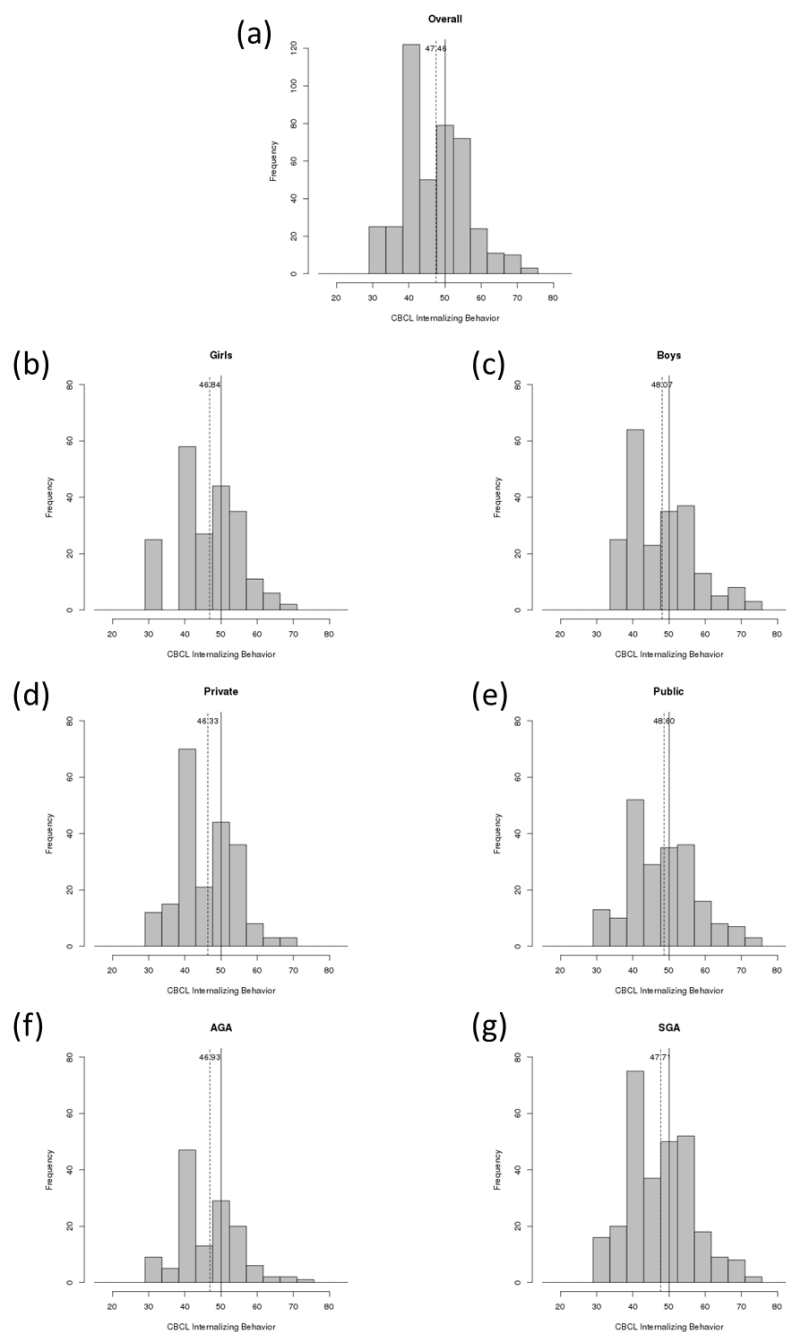 (a)
Overall
47.46
Frequency
0 20 40 60 80 100 120
20 30 40 50 60 70 80
CBCL Internalizing Behavior
(b)
Girls
46.84
Frequency
0 20 40 60 80
20 30 40 50 60 70 80
CBCL Internalizing Behavior
(c)
Boys
48.07
Frequency
0 20 40 60 80
20 30 40 50 60 70 80
CBCL Internalizing Behavior
(d)
Private
46.33
Frequency
0 20 40 60 80
20 30 40 50 60 70 80
CBCL Internalizing Behavior
(e)
Public
48.60
Frequency
0 20 40 60 80
20 30 40 50 60 70 80
CBCL Internalizing Behavior
(f)
AGA
46.93
Frequency
0 20 40 60 80
20 30 40 50 60 70 80
CBCL Internalizing Behavior
(g)
SGA
47.71
Frequency
0 20 40 60 80
20 30 40 50 60 70 80
CBCL Internalizing Behavior